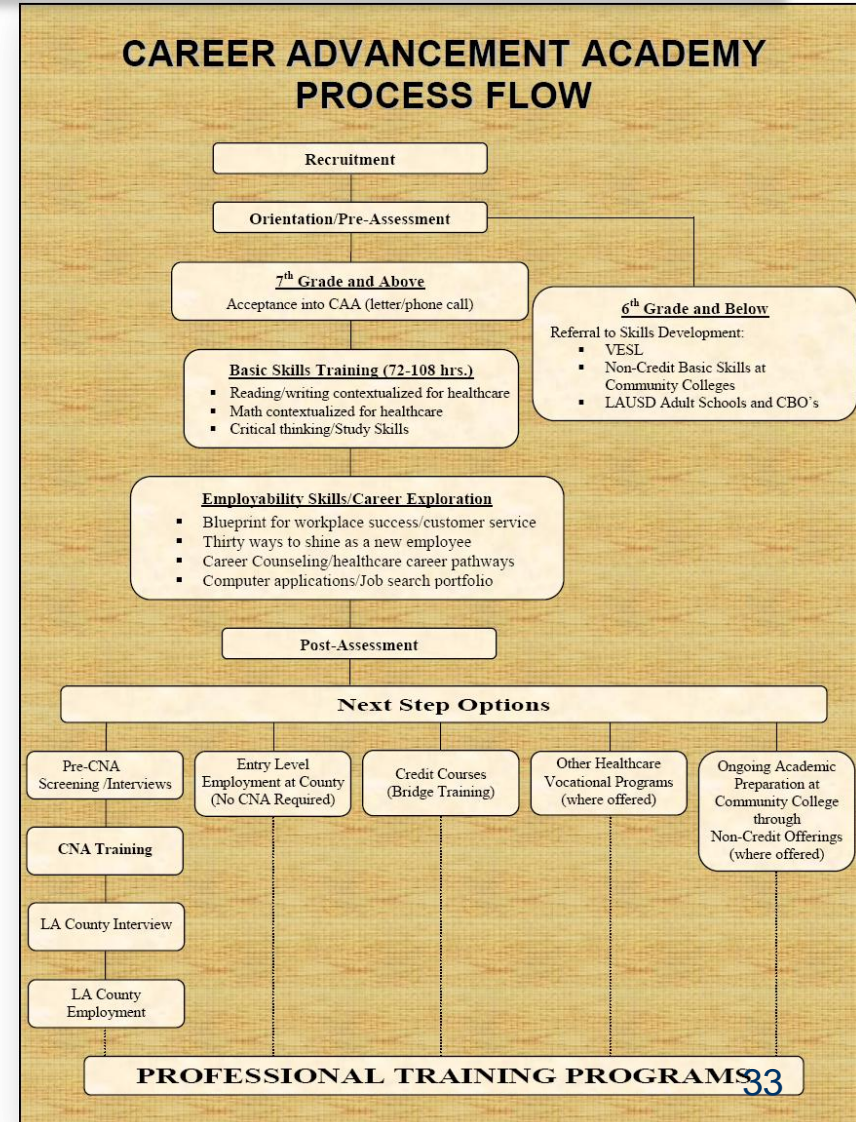 CAREER ADVANCEMENT ACADEMY
PROCESS FLOW
Recruitment
Orientation/Pre-Assessment
7th Grade and Above
Acceptance into CAA (letter/phone call)
6th Grade and Below
Referral to Skills Development:
▪ VESL
▪ Non-Credit Basic Skills at
Community Colleges
▪ LAUSD Adult Schools and CBO's
Basic Skills Training (72-108 hrs.)
▪ Reading/writing contextualized for healthcare
▪ Math contextualized for healthcare
▪ Critical thinking/Study Skills
Employability Skills/Career Exploration
▪ Blueprint for workplace success/customer service
▪ Thirty ways to shine as a new employee
▪ Career Counseling/healthcare career pathways
▪ Computer applications/Job search portfolio
Post-Assessment
Next Step Options
Pre-CNA
Screening /Interviews
CNA Training
LA County Interview
LA County
Employment
Entry Level
Employment at County
(No CNA Required)
Credit Courses
(Bridge Training)
Other Healthcare
Vocational Programs
(where offered)
Ongoing Academic
Preparation at
Community College
through
Non-Credit Offerings
(where offered)
PROFESSIONAL TRAINING PROGRAMS
33